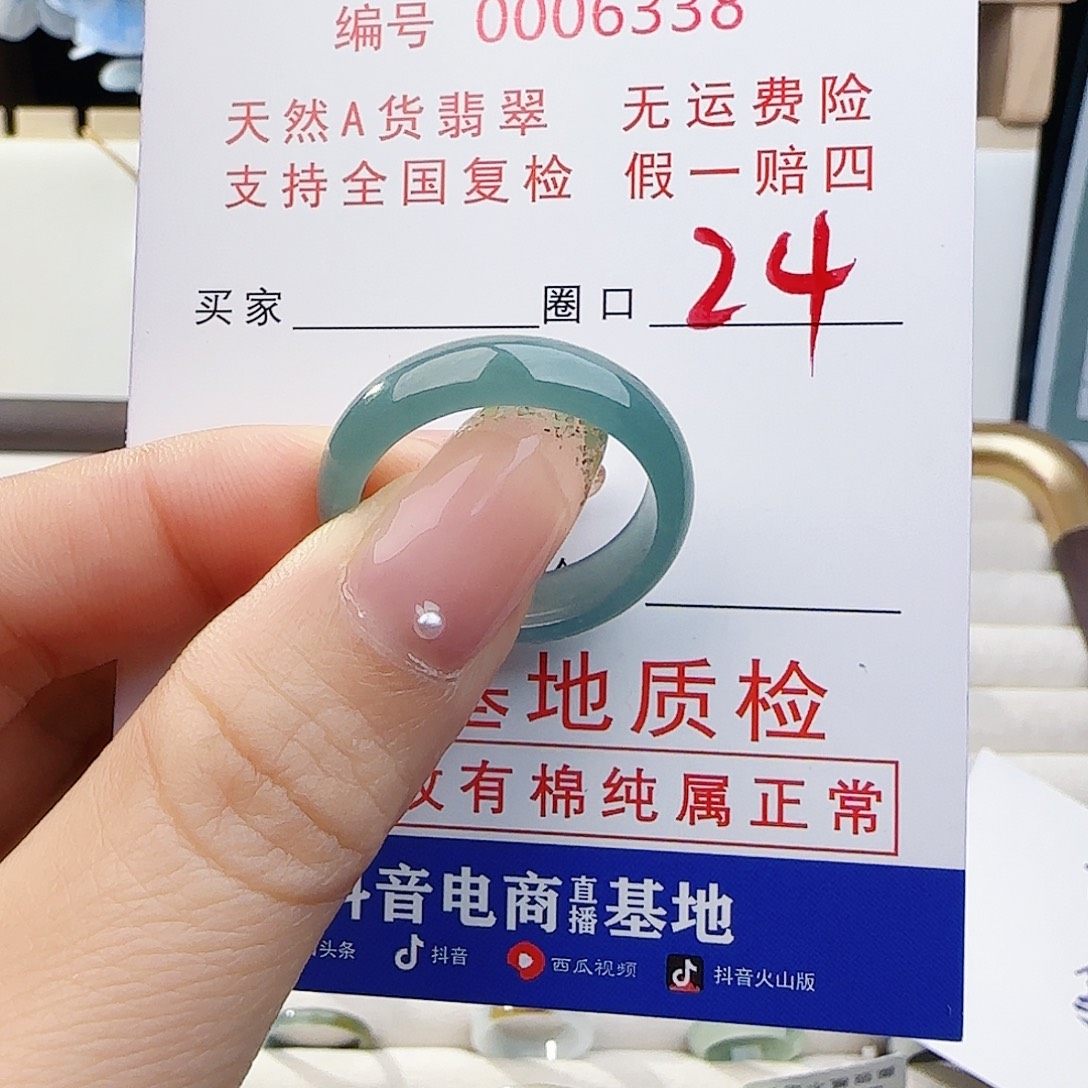 编号 0006338
天然A货翡翠 无运费险
支持全国复检 假一赔四
买家 圈口 24
基地质检
有棉纯属正常
抖音电商直播基地
头条 抖音 西瓜视频 抖音火山版